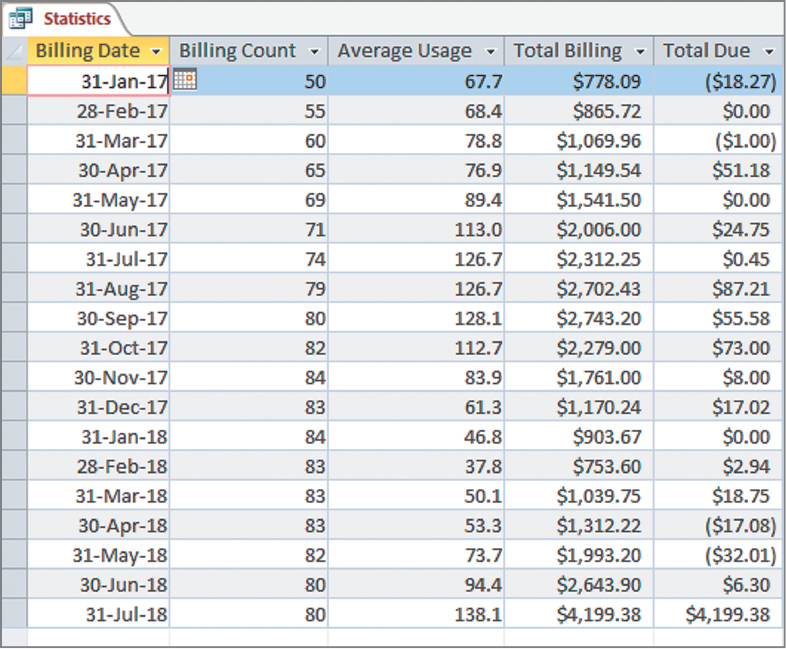 Statistics
Billing Date Billing Count Average Usage Total Billing Total Due
31-Jan-17 50 67.7 $778.09 ($18.27)
28-Feb-17 55 68.4 $865.72 $0.00
31-Mar-17 60 78.8 $1,069.96 ($1.00)
30-Apr-17 65 76.9 $1,149.54 $51.18
31-May-17 69 89.4 $1,541.50 $0.00
30-Jun-17 71 113.0 $2,006.00 $24.75
31-Jul-17 74 126.7 $2,312.25 $0.45
31-Aug-17 79 126.7 $2,702.43 $87.21
30-Sep-17 80 128.1 $2,743.20 $55.58
31-Oct-17 82 112.7 $2,279.00 $73.00
30-Nov-17 84 83.9 $1,761.00 $8.00
31-Dec-17 83 61.3 $1,170.24 $17.02
31-Jan-18 84 46.8 $903.67 $0.00
28-Feb-18 83 37.8 $753.60 $2.94
31-Mar-18 83 50.1 $1,039.75 $18.75
30-Apr-18 83 53.3 $1,312.22 ($17.08)
31-May-18 82 73.7 $1,993.20 ($32.01)
30-Jun-18 80 94.4 $2,643.90 $6.30
31-Jul-18 80 138.1 $4,199.38 $4,199.38